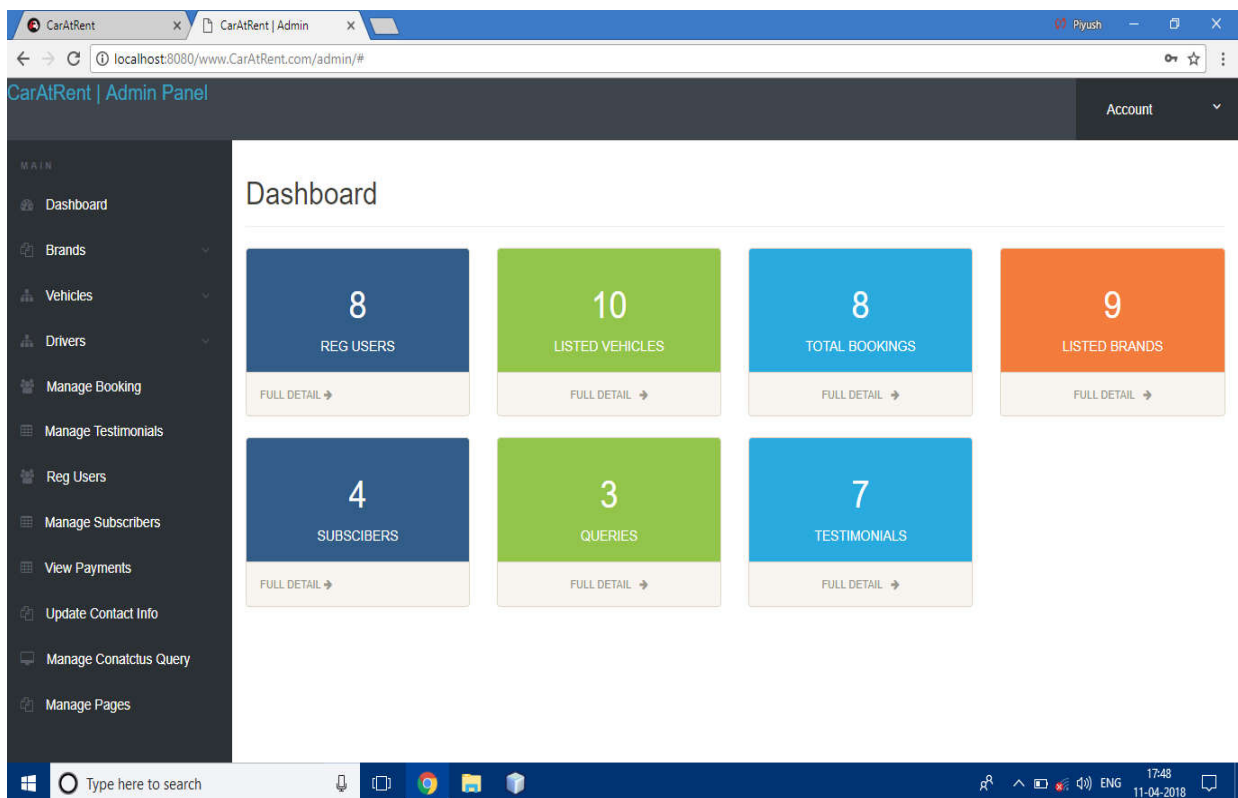 CarAtRent
CarAtRent | Admin
Piyush
localhost:8080/www.CarAtRent.com/admin/#
CarAtRent | Admin Panel
Account
MAIN
Dashboard
Brands
Vehicles
Drivers
Manage Booking
Manage Testimonials
Reg Users
Manage Subscribers
View Payments
Update Contact Info
Manage Conatctus Query
Manage Pages
Dashboard
8
REG USERS
FULL DETAIL
10
LISTED VEHICLES
FULL DETAIL
8
TOTAL BOOKINGS
FULL DETAIL
9
LISTED BRANDS
FULL DETAIL
4
SUBSCIBERS
FULL DETAIL
3
QUERIES
FULL DETAIL
7
TESTIMONIALS
FULL DETAIL
Type here to search
ENG
17:48
11-04-2018